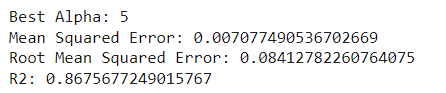 Best Alpha: 5
Mean Squared Error: 0.007077490536702669
Root Mean Squared Error: 0.08412782260764075
R2: 0.8675677249015767